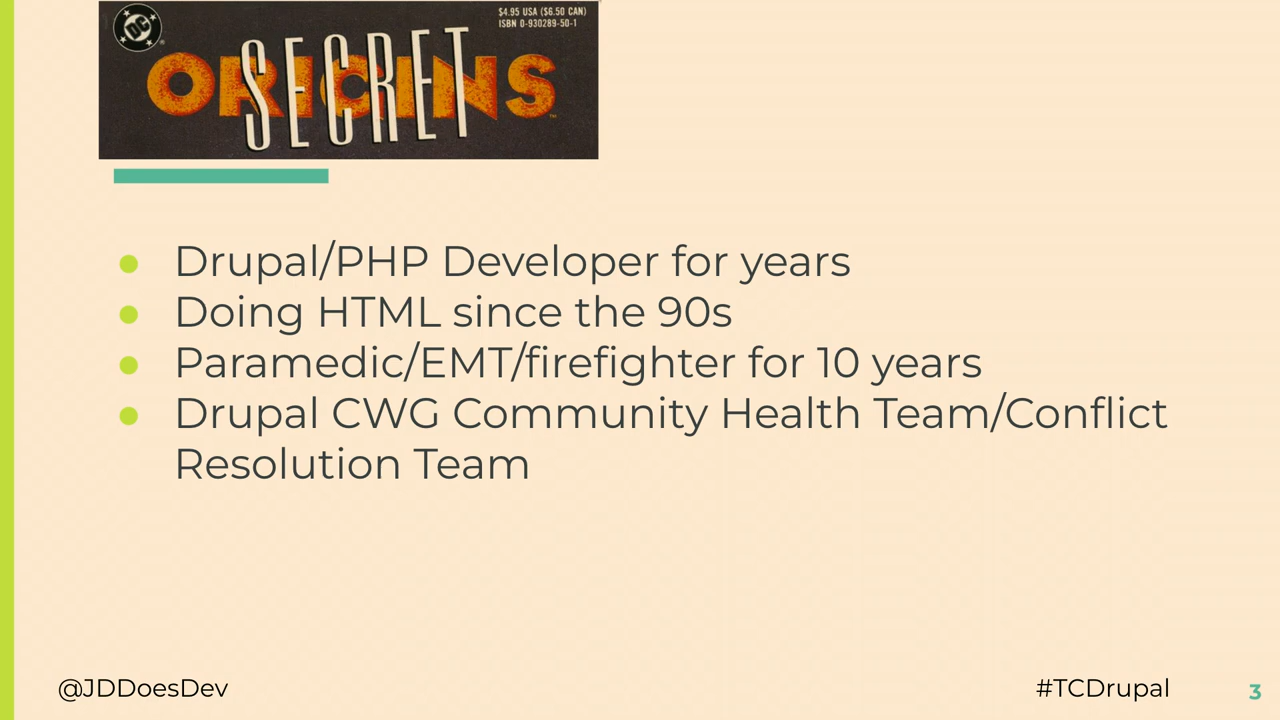 DC
$4.95 USA ($6.50 CAN)
ISBN 0-930289-50-1
SECRET
ORIGINS
Drupal/PHP Developer for years
Doing HTML since the 90s
Paramedic/EMT/firefighter for 10 years
Drupal CWG Community Health Team/Conflict
Resolution Team
@JDDoesDev
#TCDrupal
3